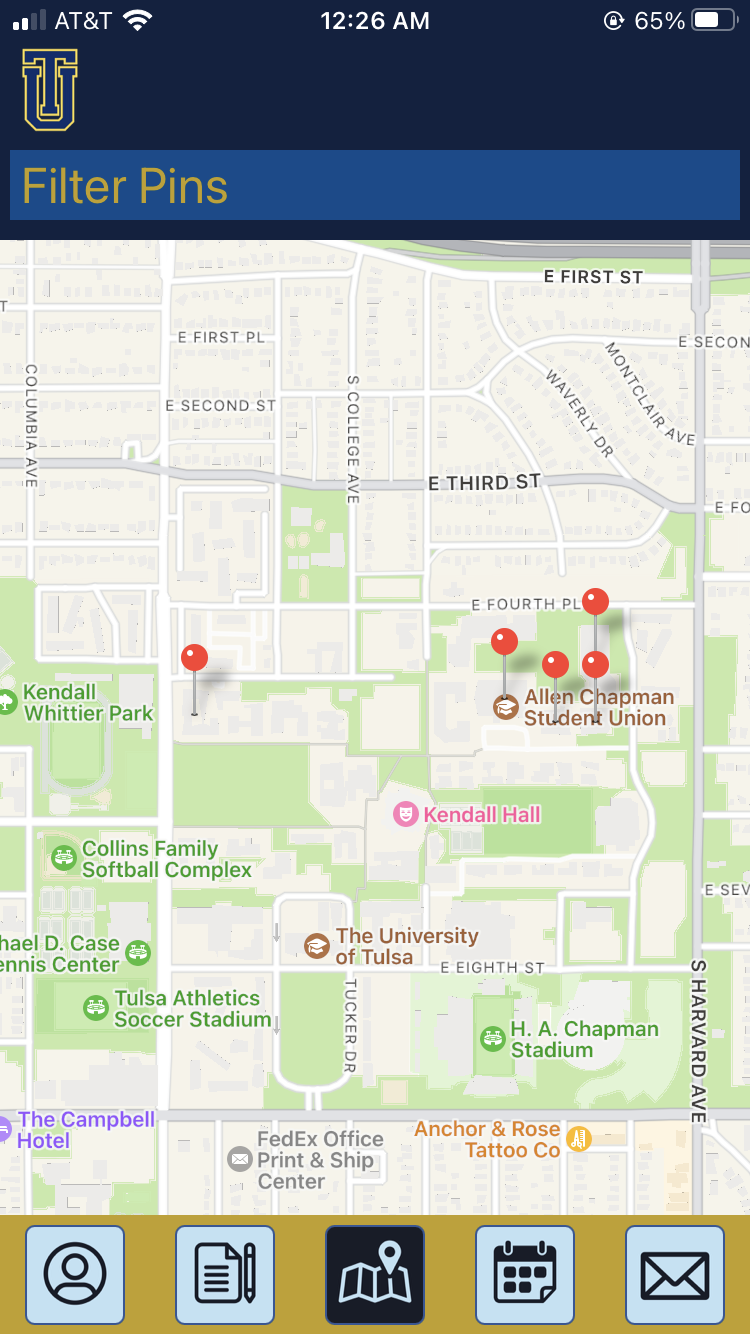 AT&T 12:26 AM 65%
TU
Filter Pins
E FIRST ST
T
E FIRST PL
E SECON
COLUMBIA AVE
S COLLEGE AVE
MONTCLAIR AVE
WAVERLY DR
E SECOND ST
E THIRD ST
E FO
E FOURTH PL
Kendall
Whittier Park
Allen Chapman
Student Union
Kendall Hall
Collins Family
Softball Complex
E SEV
hael D. Case
ennis Center
The University
of Tulsa
E EIGHTH ST
S HARVARD AVE
TUCKER DR
Tulsa Athletics
Soccer Stadium
H. A. Chapman
Stadium
The Campbell
Hotel
FedEx Office
Print & Ship
Center
Anchor & Rose
Tattoo Co